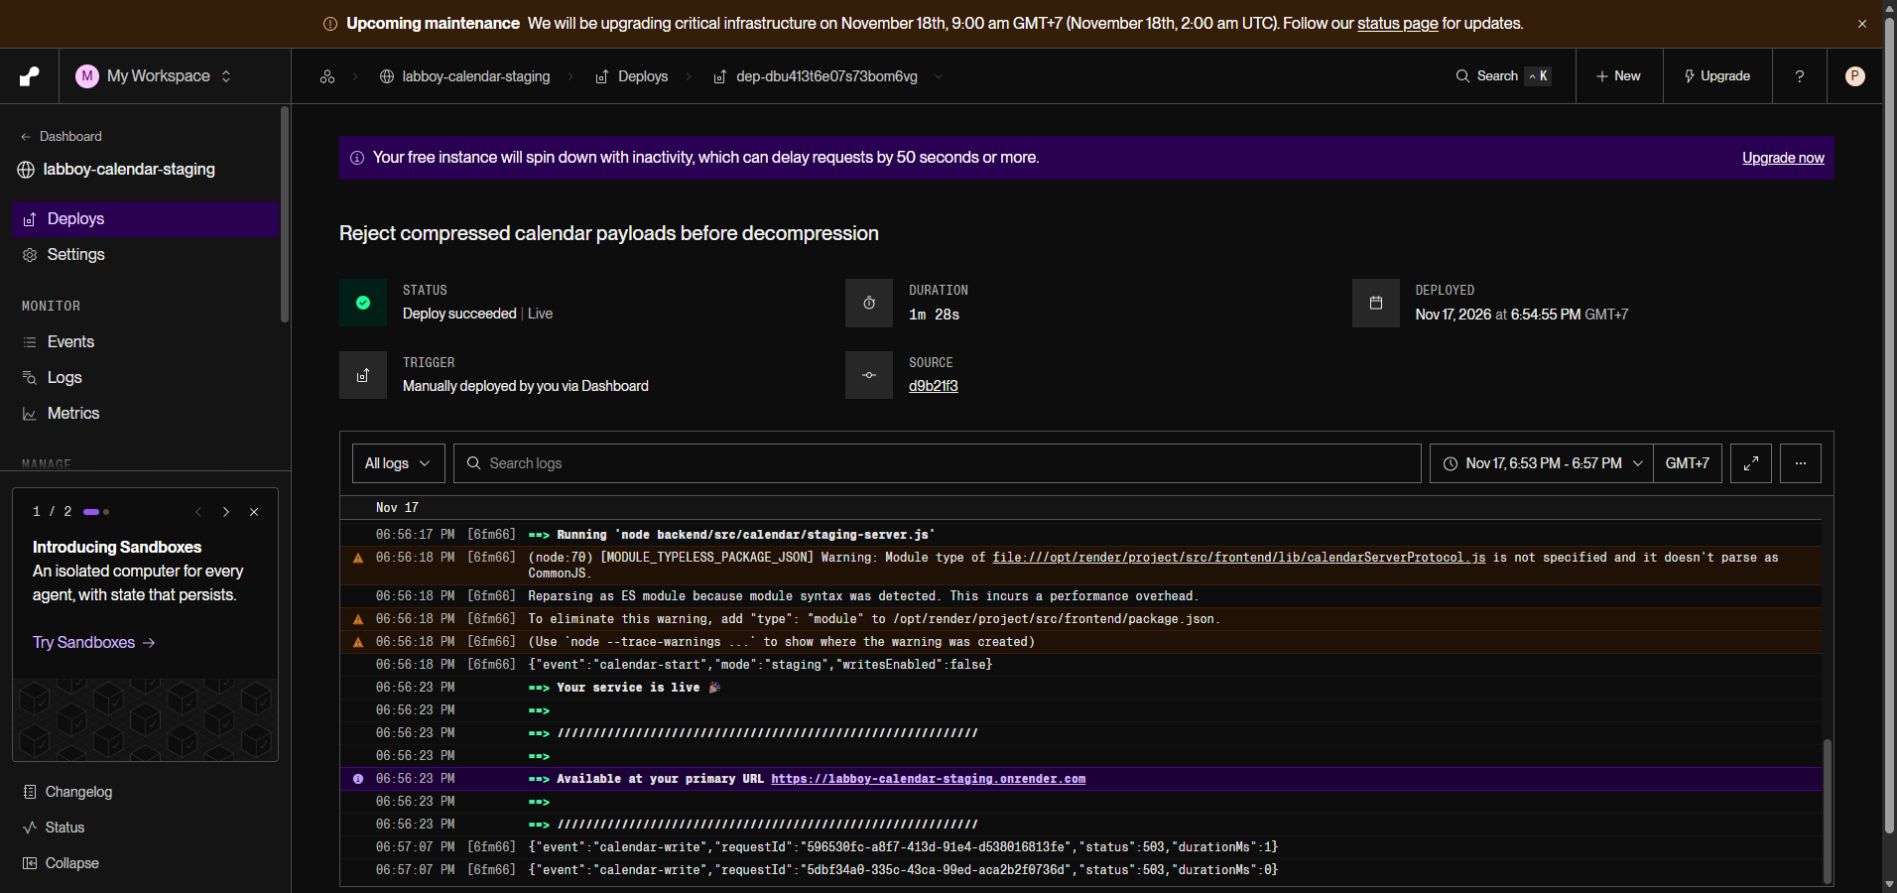 Upcoming maintenance We will be upgrading critical infrastructure on November 18th, 9:00 am GMT+7 (November 18th, 2:00 am UTC). Follow our status page for updates.
M My Workspace
labboy-calendar-staging
Deploys
dep-dbu413t6e07s73bom6vg
Search K
New
Upgrade
?
P
Dashboard
labboy-calendar-staging
Deploys
Settings
MONITOR
Events
Logs
Metrics
MANAGE
1 / 2
Introducing Sandboxes
An isolated computer for every
agent, with state that persists.
Try Sandboxes →
Changelog
Status
Collapse
Your free instance will spin down with inactivity, which can delay requests by 50 seconds or more.
Upgrade now
Reject compressed calendar payloads before decompression
STATUS
Deploy succeeded | Live
DURATION
1m 28s
DEPLOYED
Nov 17, 2026 at 6:54:55 PM GMT+7
TRIGGER
Manually deployed by you via Dashboard
SOURCE
d9b21f3
All logs
Search logs
Nov 17, 6:53 PM - 6:57 PM
GMT+7
...
Nov 17
06:56:17 PM [6fm66] ==> Running 'node backend/src/calendar/staging-server.js'
06:56:18 PM [6fm66] (node:70) [MODULE_TYPELESS_PACKAGE_JSON] Warning: Module type of file:///opt/render/project/src/frontend/lib/calendarServerProtocol.js is not specified and it doesn't parse as
CommonJS.
06:56:18 PM [6fm66] Reparsing as ES module because module syntax was detected. This incurs a performance overhead.
06:56:18 PM [6fm66] To eliminate this warning, add "type": "module" to /opt/render/project/src/frontend/package.json.
06:56:18 PM [6fm66] (Use `node --trace-warnings ...` to show where the warning was created)
06:56:18 PM [6fm66] {"event":"calendar-start","mode":"staging","writesEnabled":false}
06:56:23 PM ==> Your service is live 🎉
06:56:23 PM ==>
06:56:23 PM ==> ///////////////////////////////////////////////////////////
06:56:23 PM ==>
06:56:23 PM ==> Available at your primary URL https://labboy-calendar-staging.onrender.com
06:56:23 PM ==>
06:56:23 PM ==> ///////////////////////////////////////////////////////////
06:57:07 PM [6fm66] {"event":"calendar-write","requestId":"596530fc-a8f7-413d-91e4-d538016813fe","status":503,"durationMs":1}
06:57:07 PM [6fm66] {"event":"calendar-write","requestId":"5dbf34a0-335c-43ca-99ed-aca2b2f0736d","status":503,"durationMs":0}